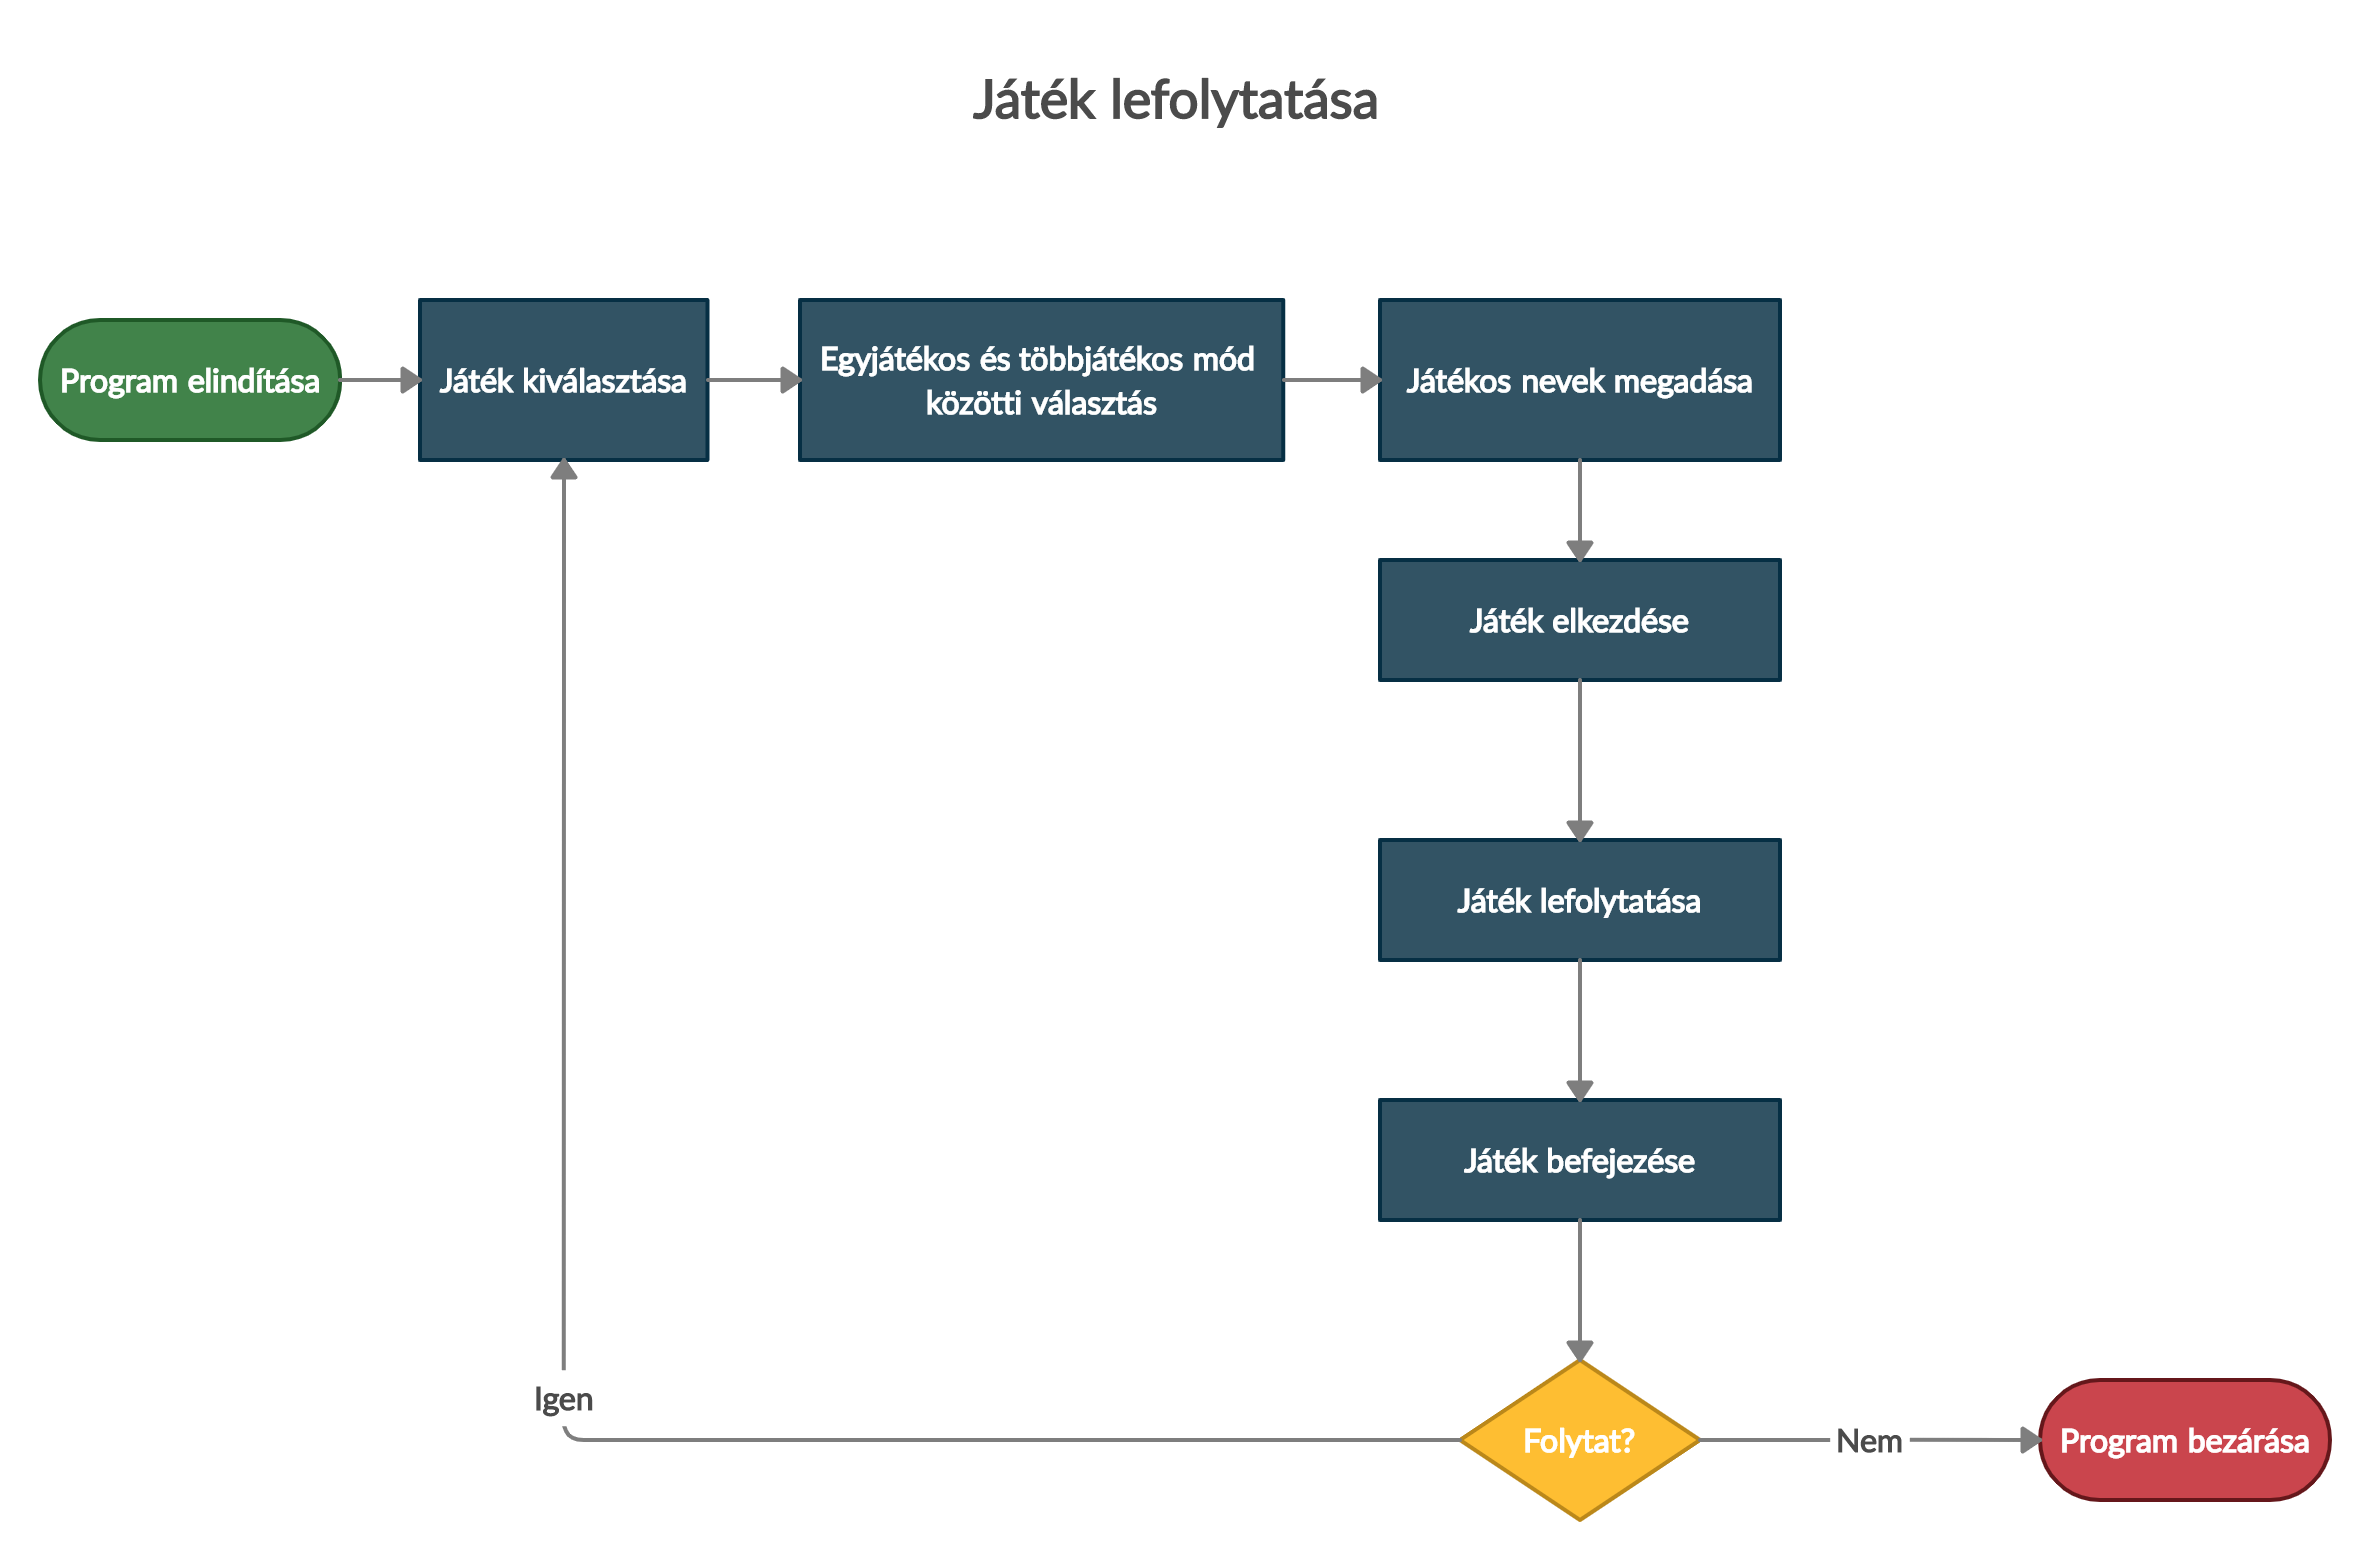 Játék lefolytatása
Program elindítása
Játék kiválasztása
Egyjátékos és többjátékos mód
közötti választás
Játékos nevek megadása
Játék elkezdése
Játék lefolytatása
Játék befejezése
Folytat?
Igen
Nem
Program bezárása